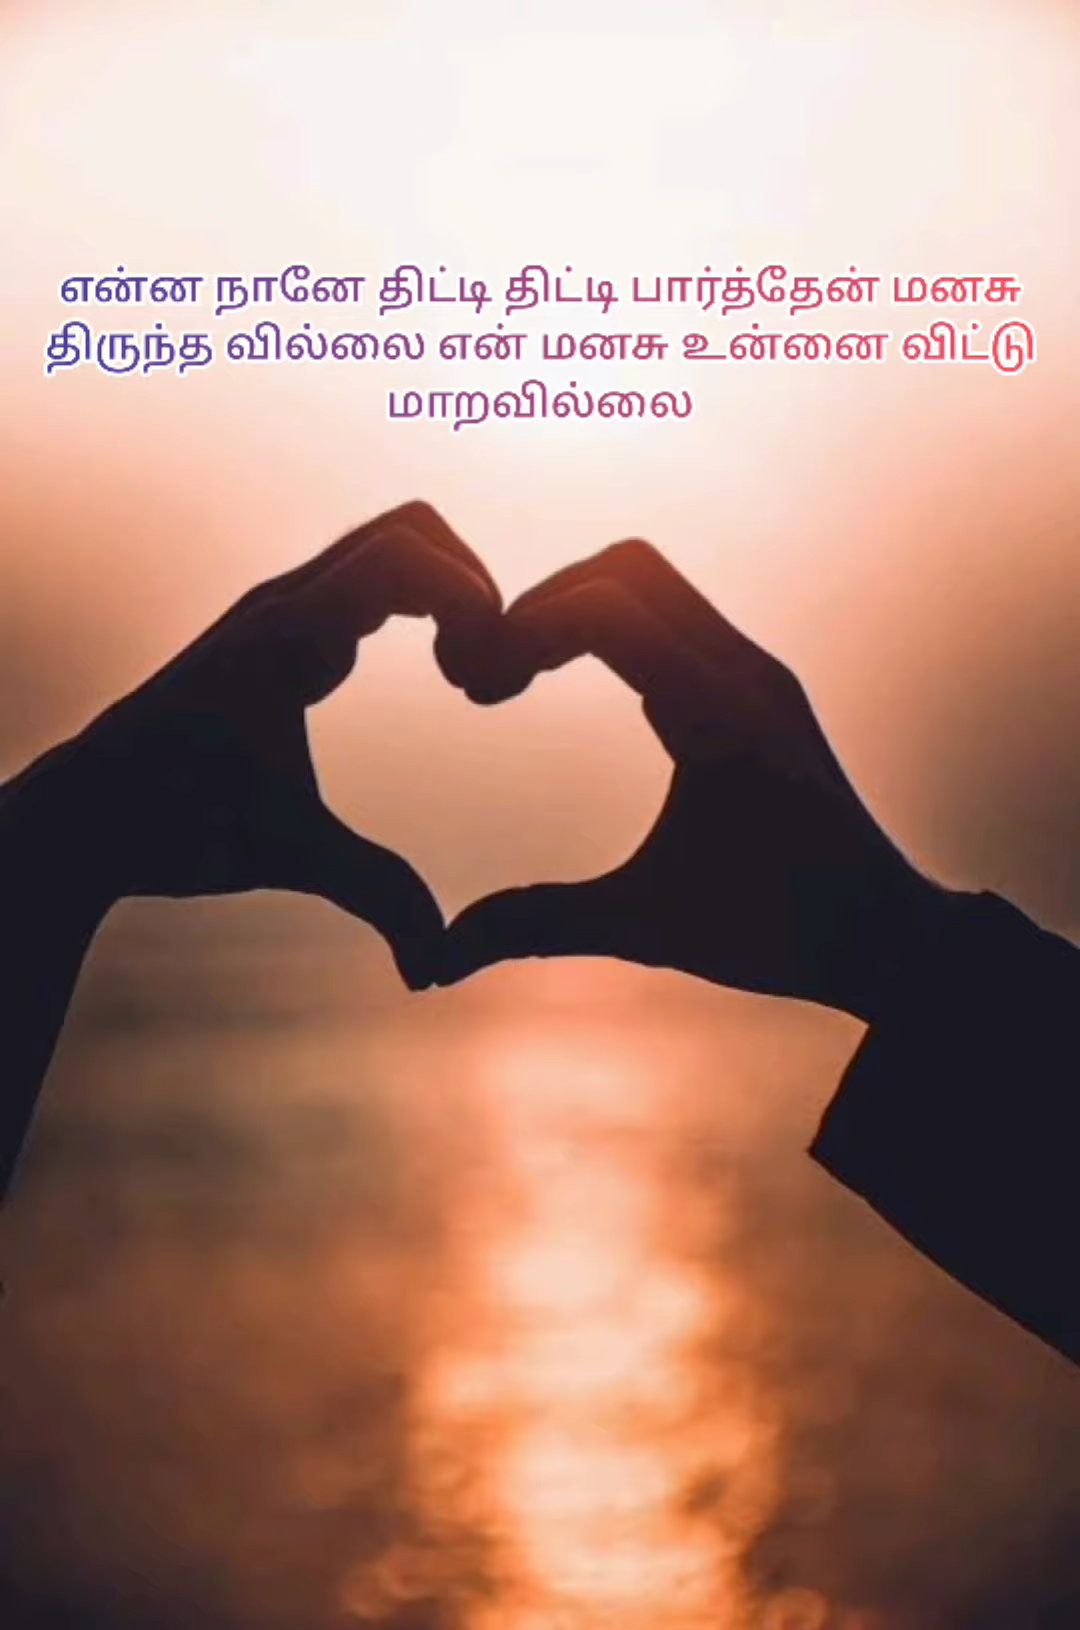 என்ன நானே திட்டி திட்டி பார்த்தேன் மனசு
திருந்த வில்லை என் மனசு உன்னை விட்டு
மாறவில்லை